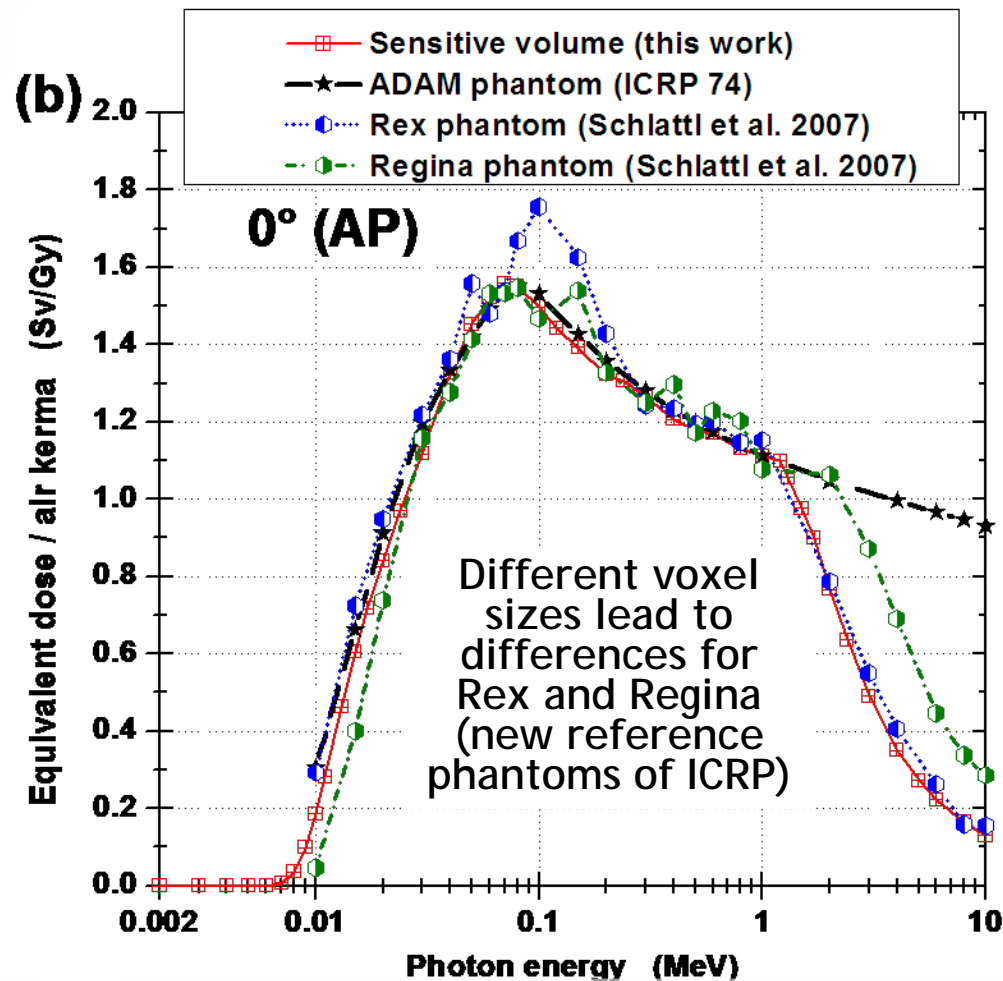 Sensitive volume (this work)
ADAM phantom (ICRP 74)
Rex phantom (Schlattl et al. 2007)
Regina phantom (Schlattl et al. 2007)
(b)
0° (AP)
Equivalent dose / air kerma (Sv/Gy)
2.0
1.8
1.6
1.4
1.2
1.0
0.8
0.6
0.4
0.2
0.0
Different voxel
sizes lead to
differences for
Rex and Regina
(new reference
phantoms of ICRP)
0.002 0.01 0.1 1 10
Photon energy (MeV)